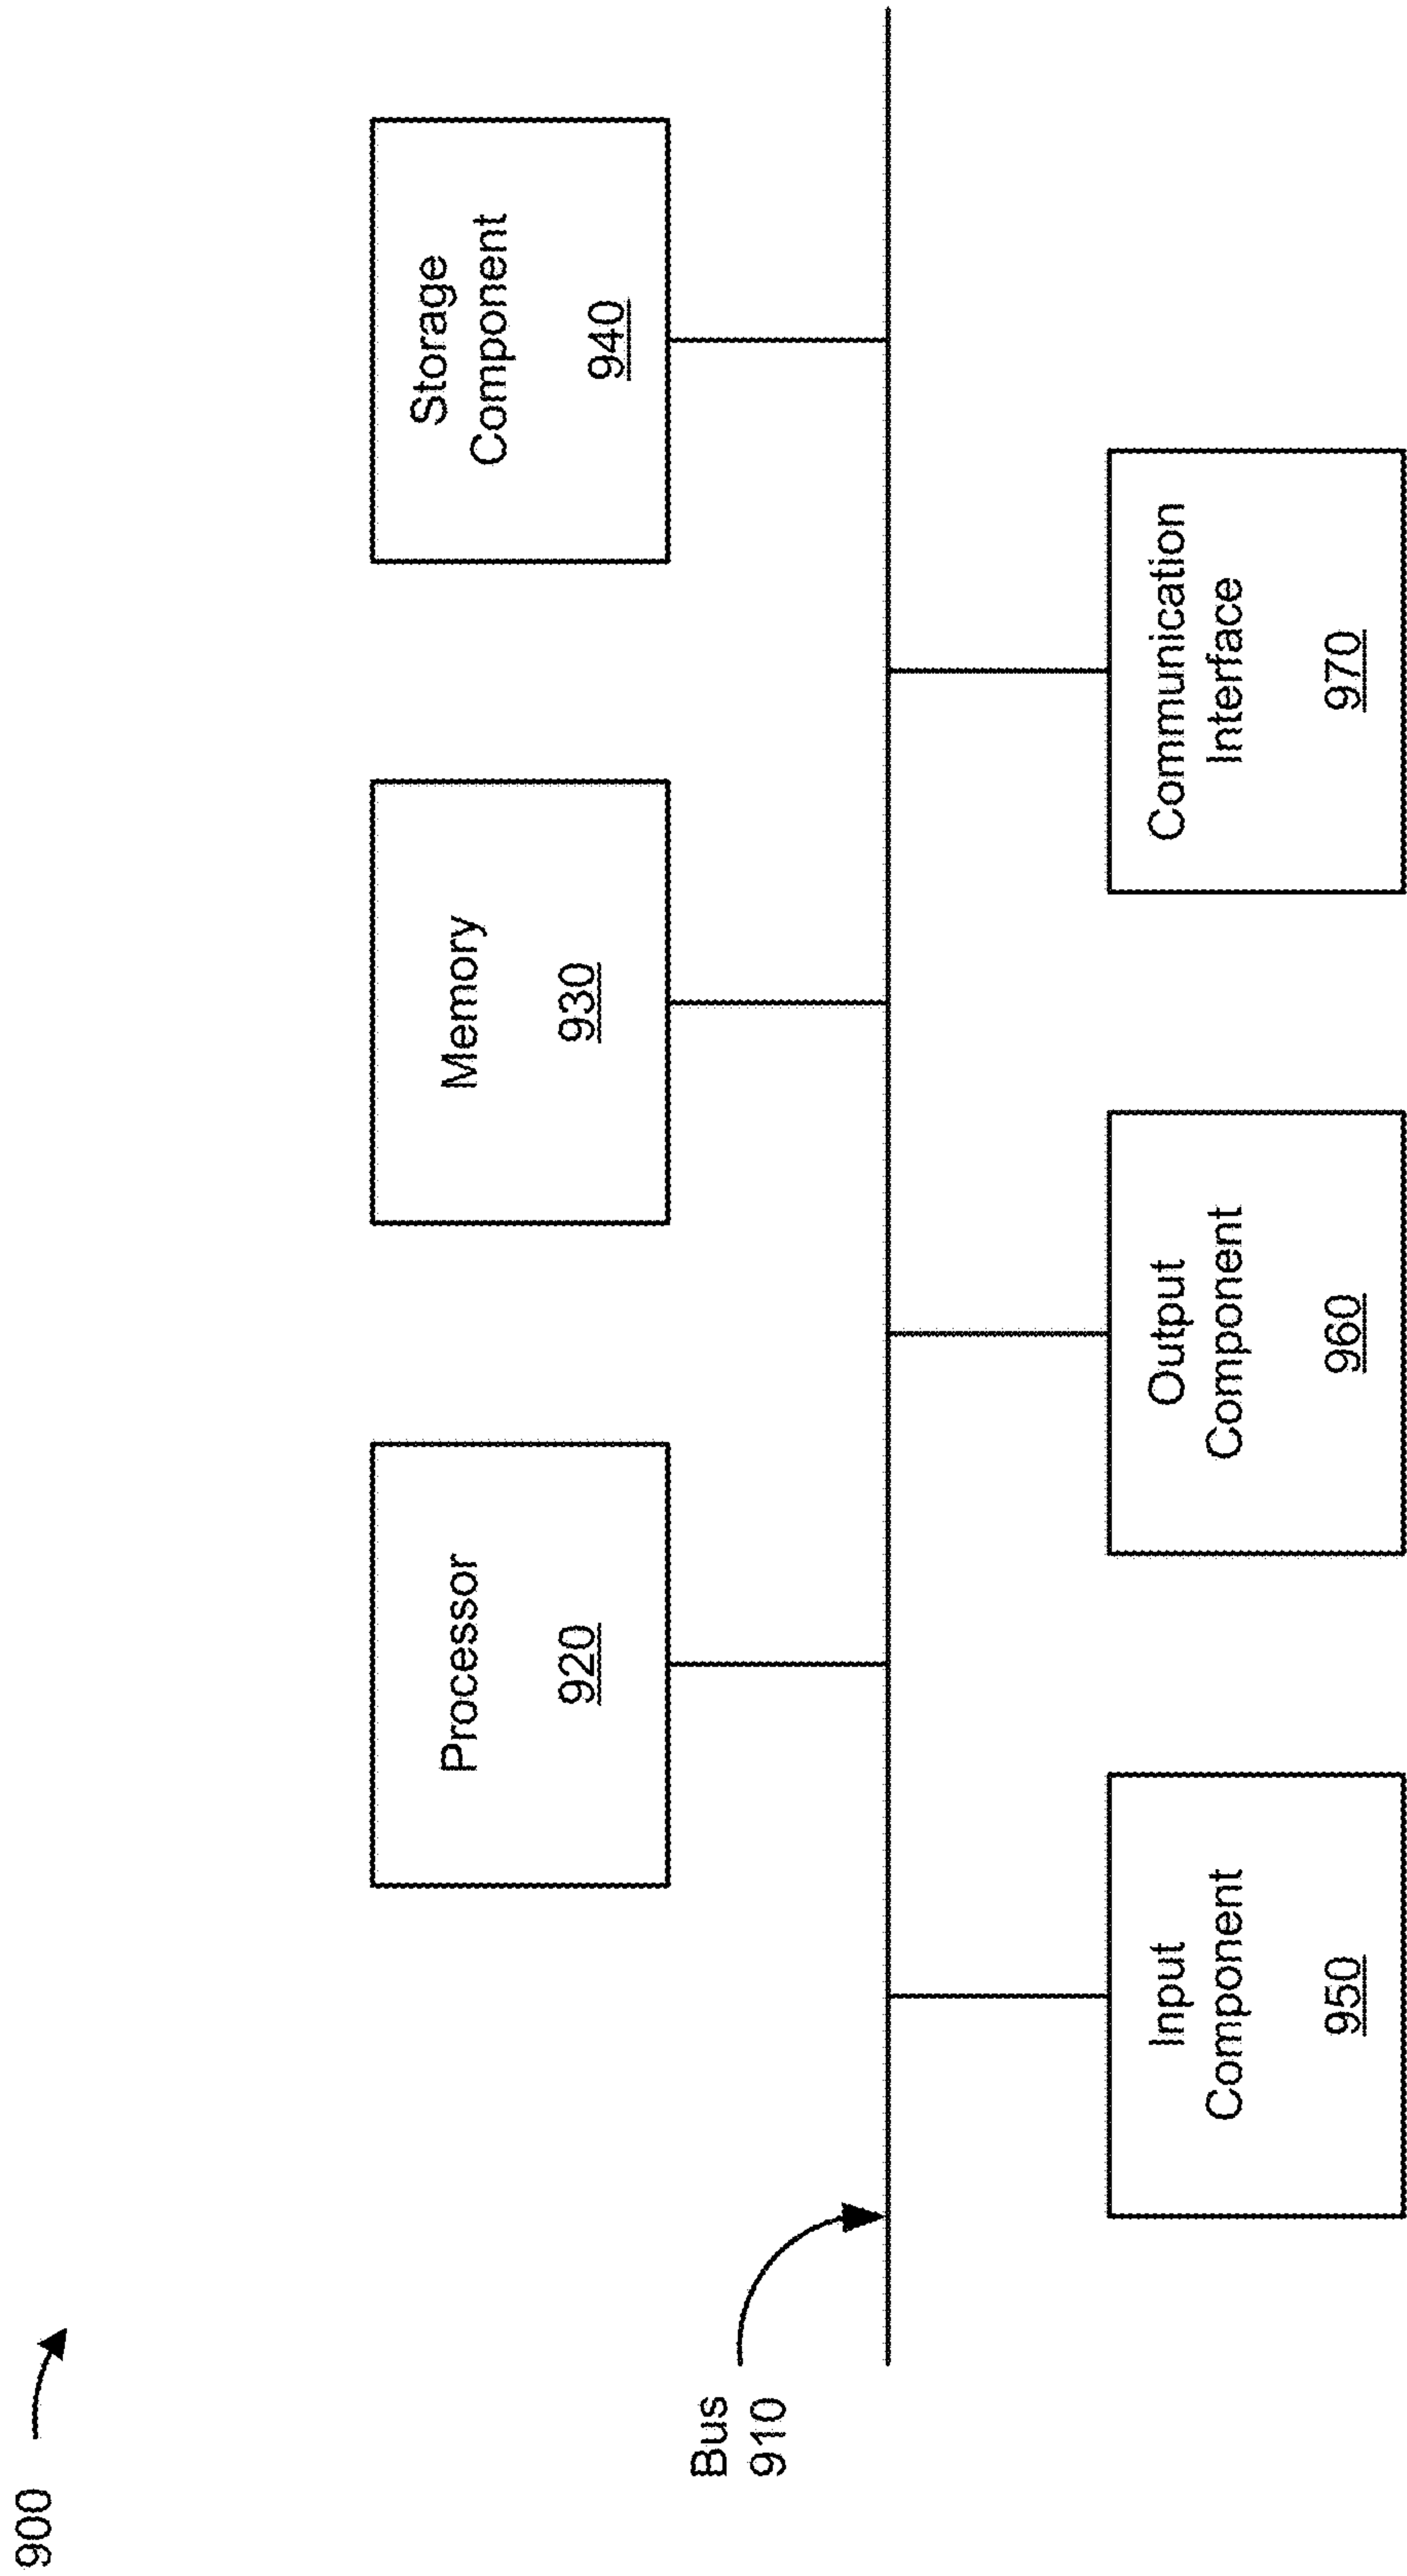 900
Processor
920
Memory
930
Storage
Component
940
Bus
910
Input
Component
950
Output
Component
960
Communication
Interface
970